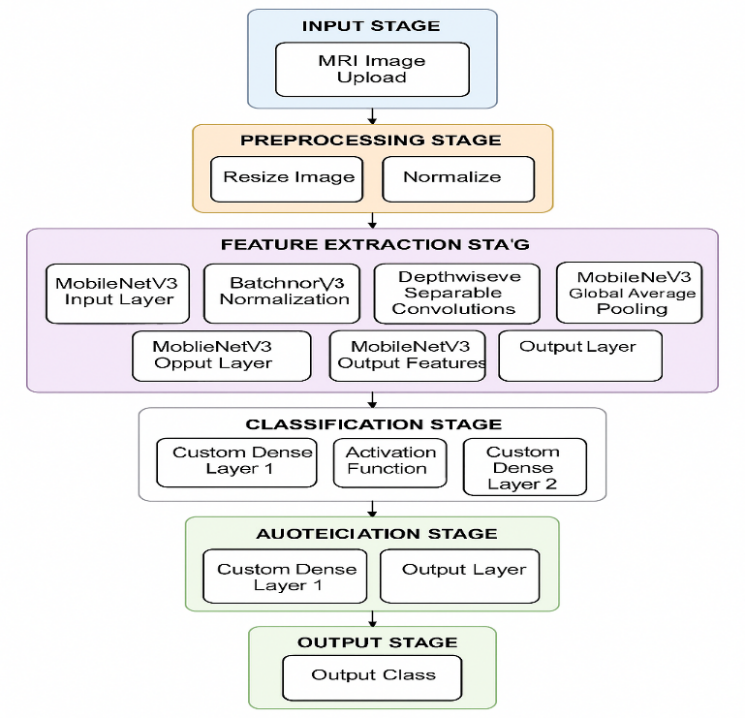 INPUT STAGE
MRI Image
Upload
PREPROCESSING STAGE
Resize Image
Normalize
FEATURE EXTRACTION STA'G
MobileNetV3
Input Layer
BatchnorV3
Normalization
Depthwiseve
Separable
Convolutions
MobileNeV3
Global Average
Pooling
MoblieNetV3
Opput Layer
MobileNetV3
Output Features
Output Layer
CLASSIFICATION STAGE
Custom Dense
Layer 1
Activation
Function
Custom
Dense
Layer 2
AUOTEICIATION STAGE
Custom Dense
Layer 1
Output Layer
OUTPUT STAGE
Output Class